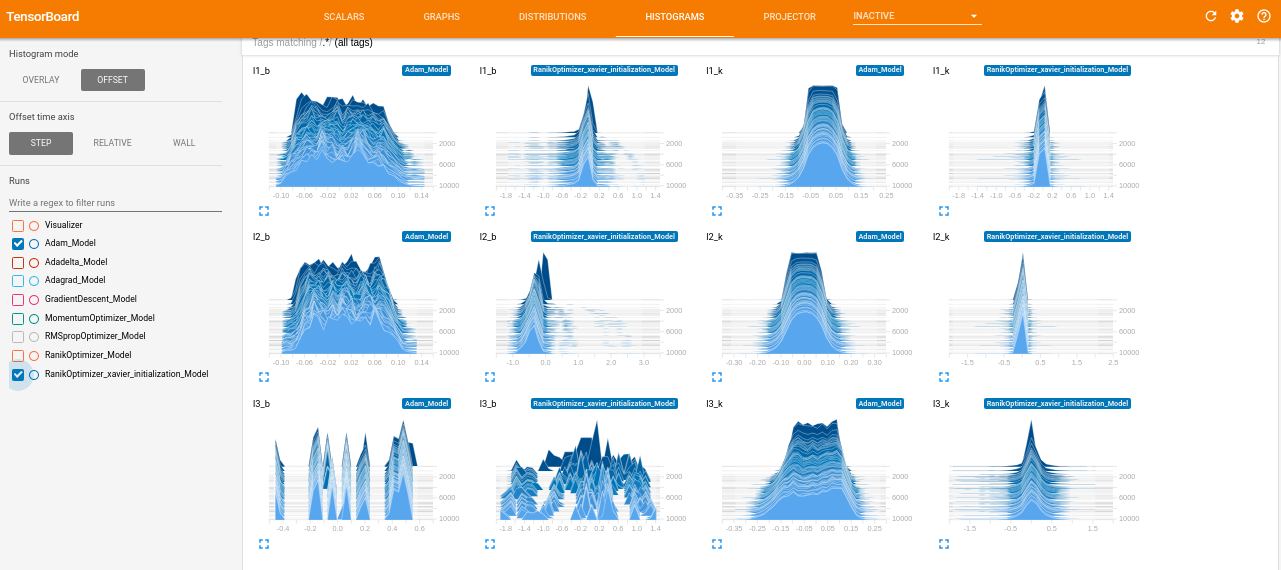 TensorBoard SCALARS GRAPHS DISTRIBUTIONS HISTOGRAMS PROJECTOR INACTIVE
Tags matching /.*/ (all tags) 12
Histogram mode
OVERLAY OFFSET
Offset time axis
STEP RELATIVE WALL
Runs
Write a regex to filter runs
Visualizer
Adam_Model
Adadelta_Model
Adagrad_Model
GradientDescent_Model
MomentumOptimizer_Model
RMSpropOptimizer_Model
RanikOptimizer_Model
RanikOptimizer_xavier_initialization_Model
l1_b Adam_Model l1_b RanikOptimizer_xavier_initialization_Model l1_k Adam_Model l1_k RanikOptimizer_xavier_initialization_Model
2000 2000 2000 2000
6000 6000 6000 6000
10000 10000 10000 10000
-0.10 -0.06 -0.02 0.02 0.06 0.10 0.14 -1.8 -1.4 -1.0 -0.6 -0.2 0.2 0.6 1.0 1.4 -0.35 -0.25 -0.15 -0.05 0.05 0.15 0.25 -1.8 -1.4 -1.0 -0.6 -0.2 0.2 0.6 1.0 1.4
l2_b Adam_Model l2_b RanikOptimizer_xavier_initialization_Model l2_k Adam_Model l2_k RanikOptimizer_xavier_initialization_Model
2000 2000 2000 2000
6000 6000 6000 6000
10000 10000 10000 10000
-0.10 -0.06 -0.02 0.02 0.06 0.10 -1.0 0.0 1.0 2.0 3.0 -0.30 -0.20 -0.10 0.00 0.10 0.20 0.30 -1.5 -0.5 0.5 1.5 2.5
l3_b Adam_Model l3_b RanikOptimizer_xavier_initialization_Model l3_k Adam_Model l3_k RanikOptimizer_xavier_initialization_Model
2000 2000 2000 2000
6000 6000 6000 6000
10000 10000 10000 10000
-0.4 -0.2 0.0 0.2 0.4 0.6 -1.8 -1.4 -1.0 -0.6 -0.2 0.2 0.6 1.0 1.4 -0.35 -0.25 -0.15 -0.05 0.05 0.15 0.25 -1.5 -0.5 0.5 1.5